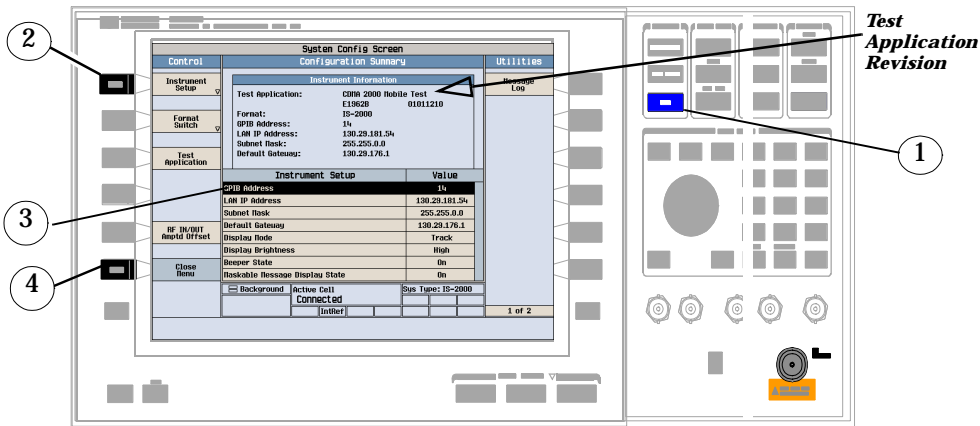 2
Test
Application
Revision
System Config Screen
Control
Configuration Summary
Utilities
Instrument
Setup
Instrument Information
Message
Log
Test Application: CDMA 2000 Mobile Test
E1962B 01011210
Format: IS-2000
GPIB Address: 14
LAN IP Address: 130.29.181.54
Subnet Mask: 255.255.0.0
Default Gateway: 130.29.176.1
Format
Switch
1
Test
Application
Instrument Setup Value
GPIB Address 14
LAN IP Address 130.29.181.54
Subnet Mask 255.255.0.0
Default Gateway 130.29.176.1
Display Mode Track
Display Brightness High
Beeper State On
Maskable Message Display State On
3
RF IN/OUT
Amptd Offset
4
Close
Menu
Background Active Cell Sys Type: IS-2000
Connected
IntRef
1 of 2